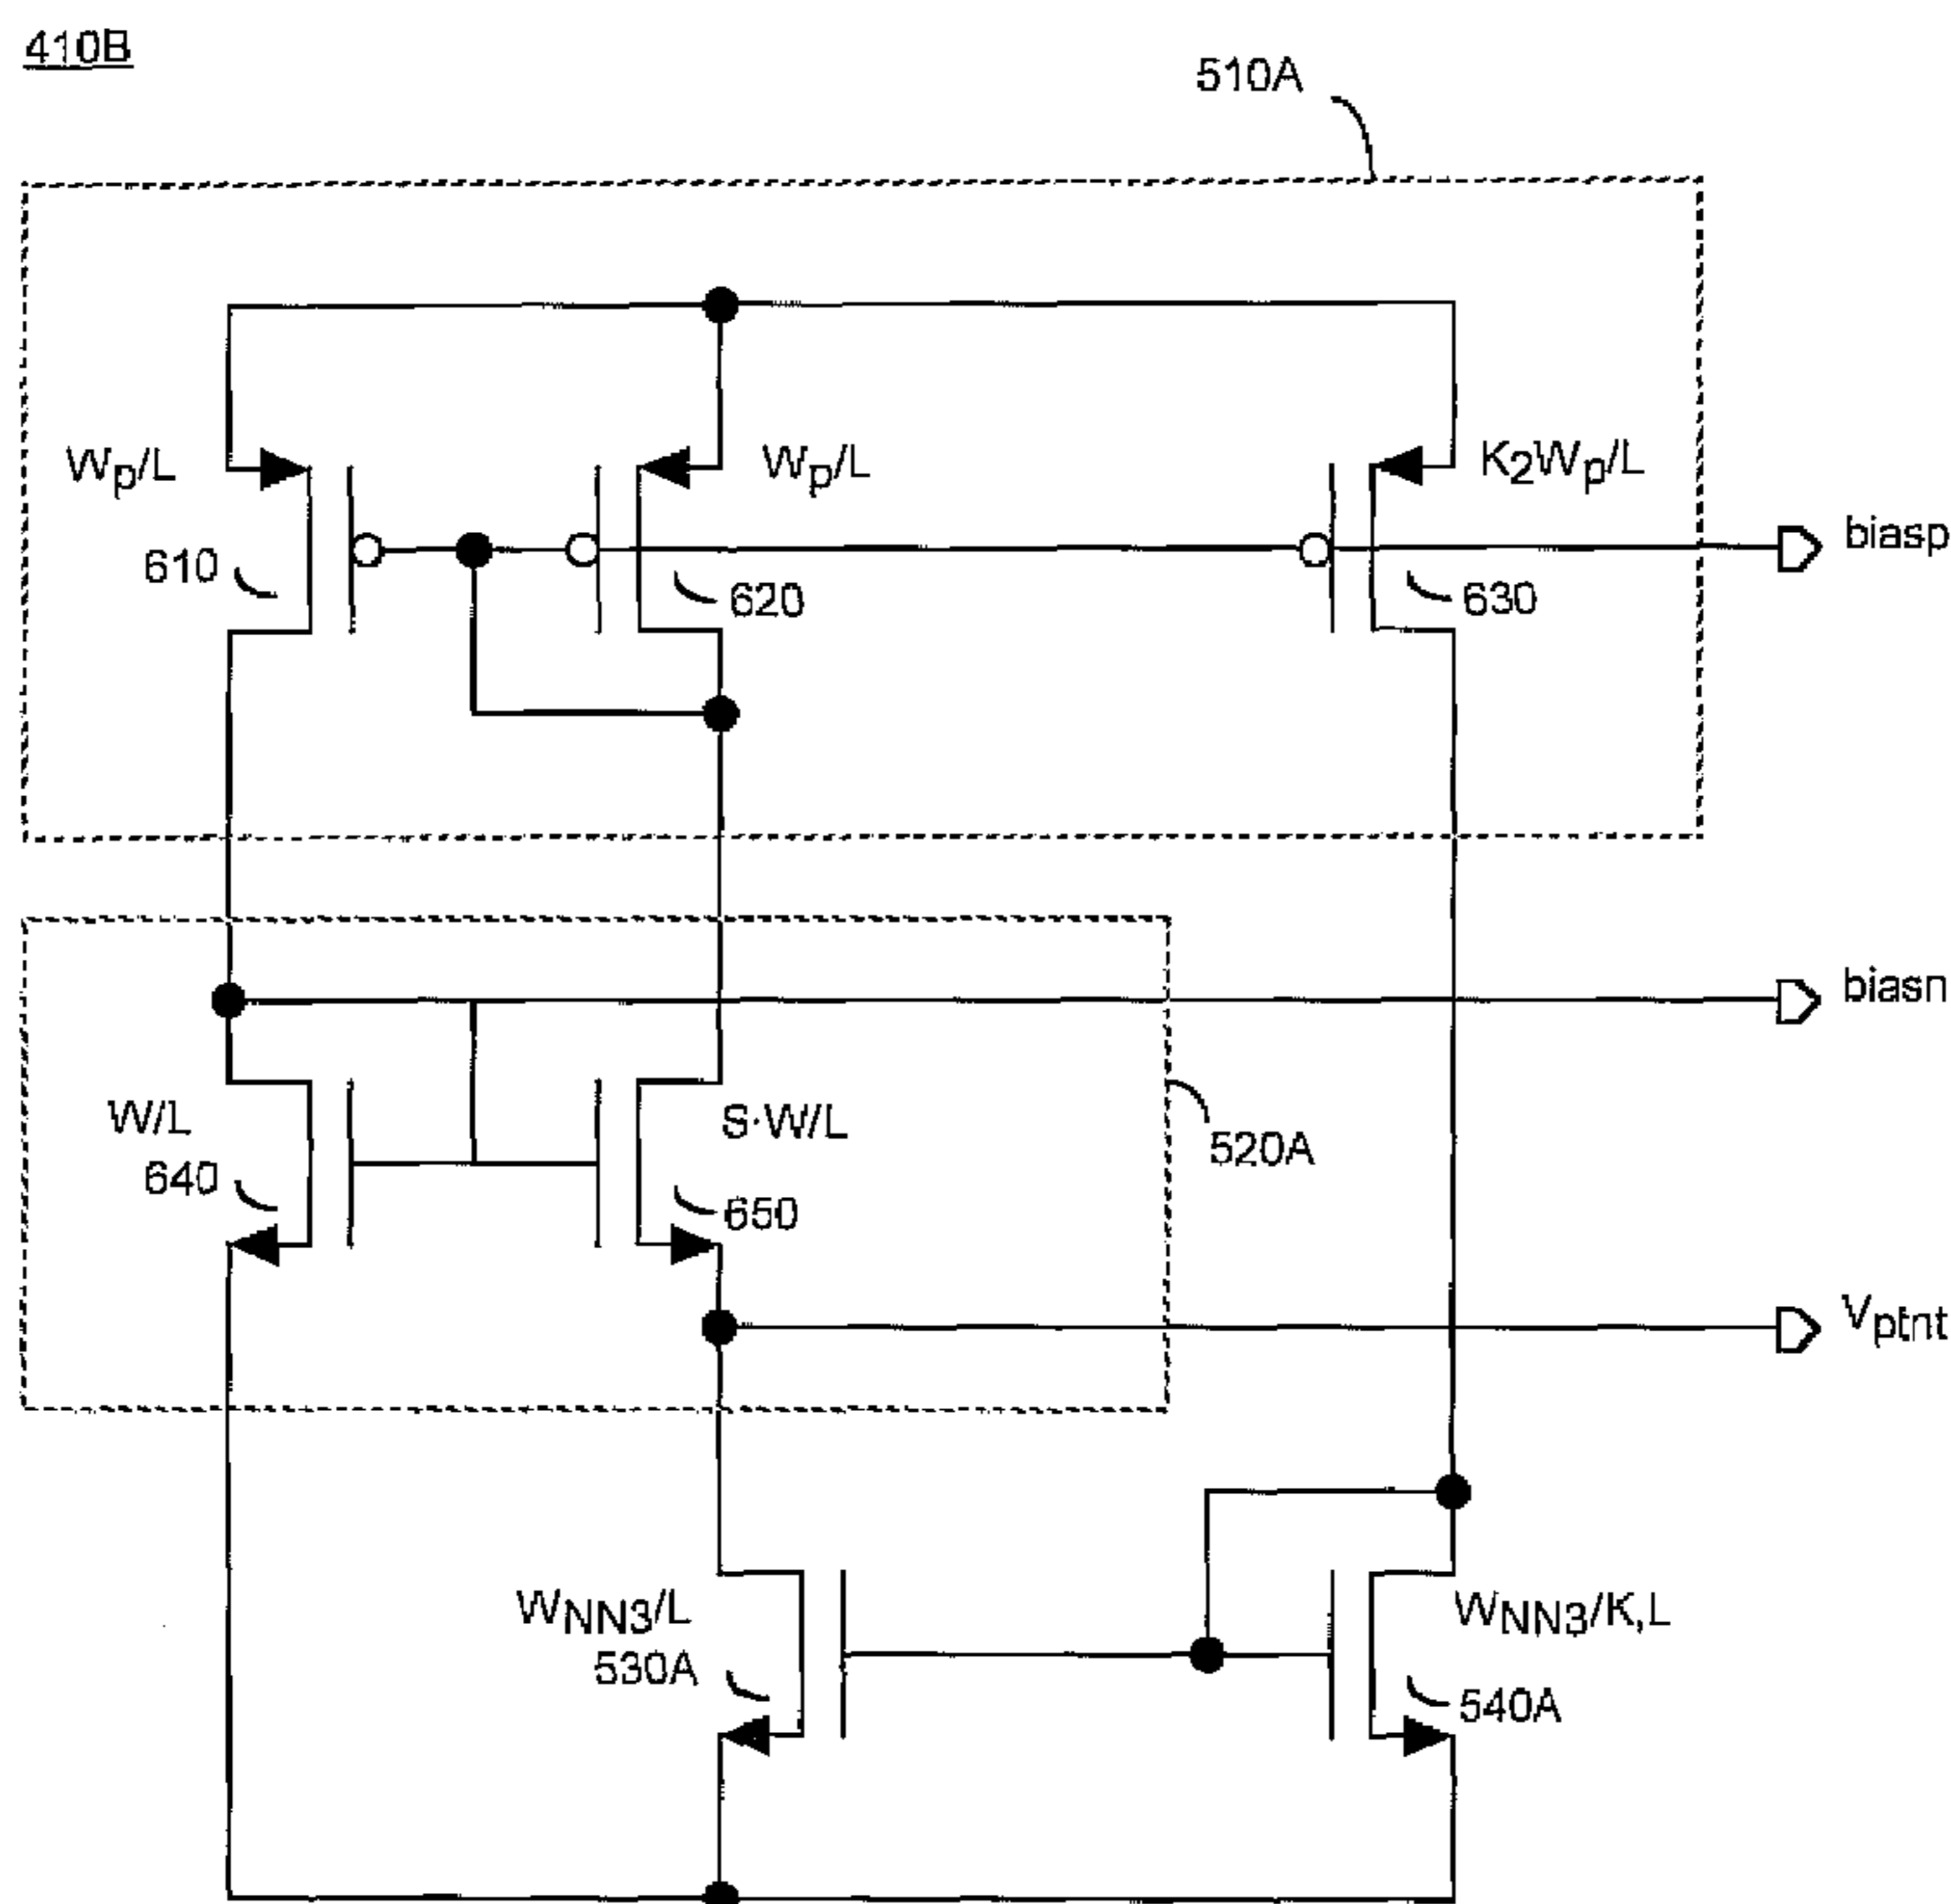 410B
510A
Wp/L
Wp/L
K2Wp/L
biasp
610
620
630
biasn
W/L
S·W/L
520A
640
650
Vptnt
WNN3/L
WNN3/K,L
530A
540A